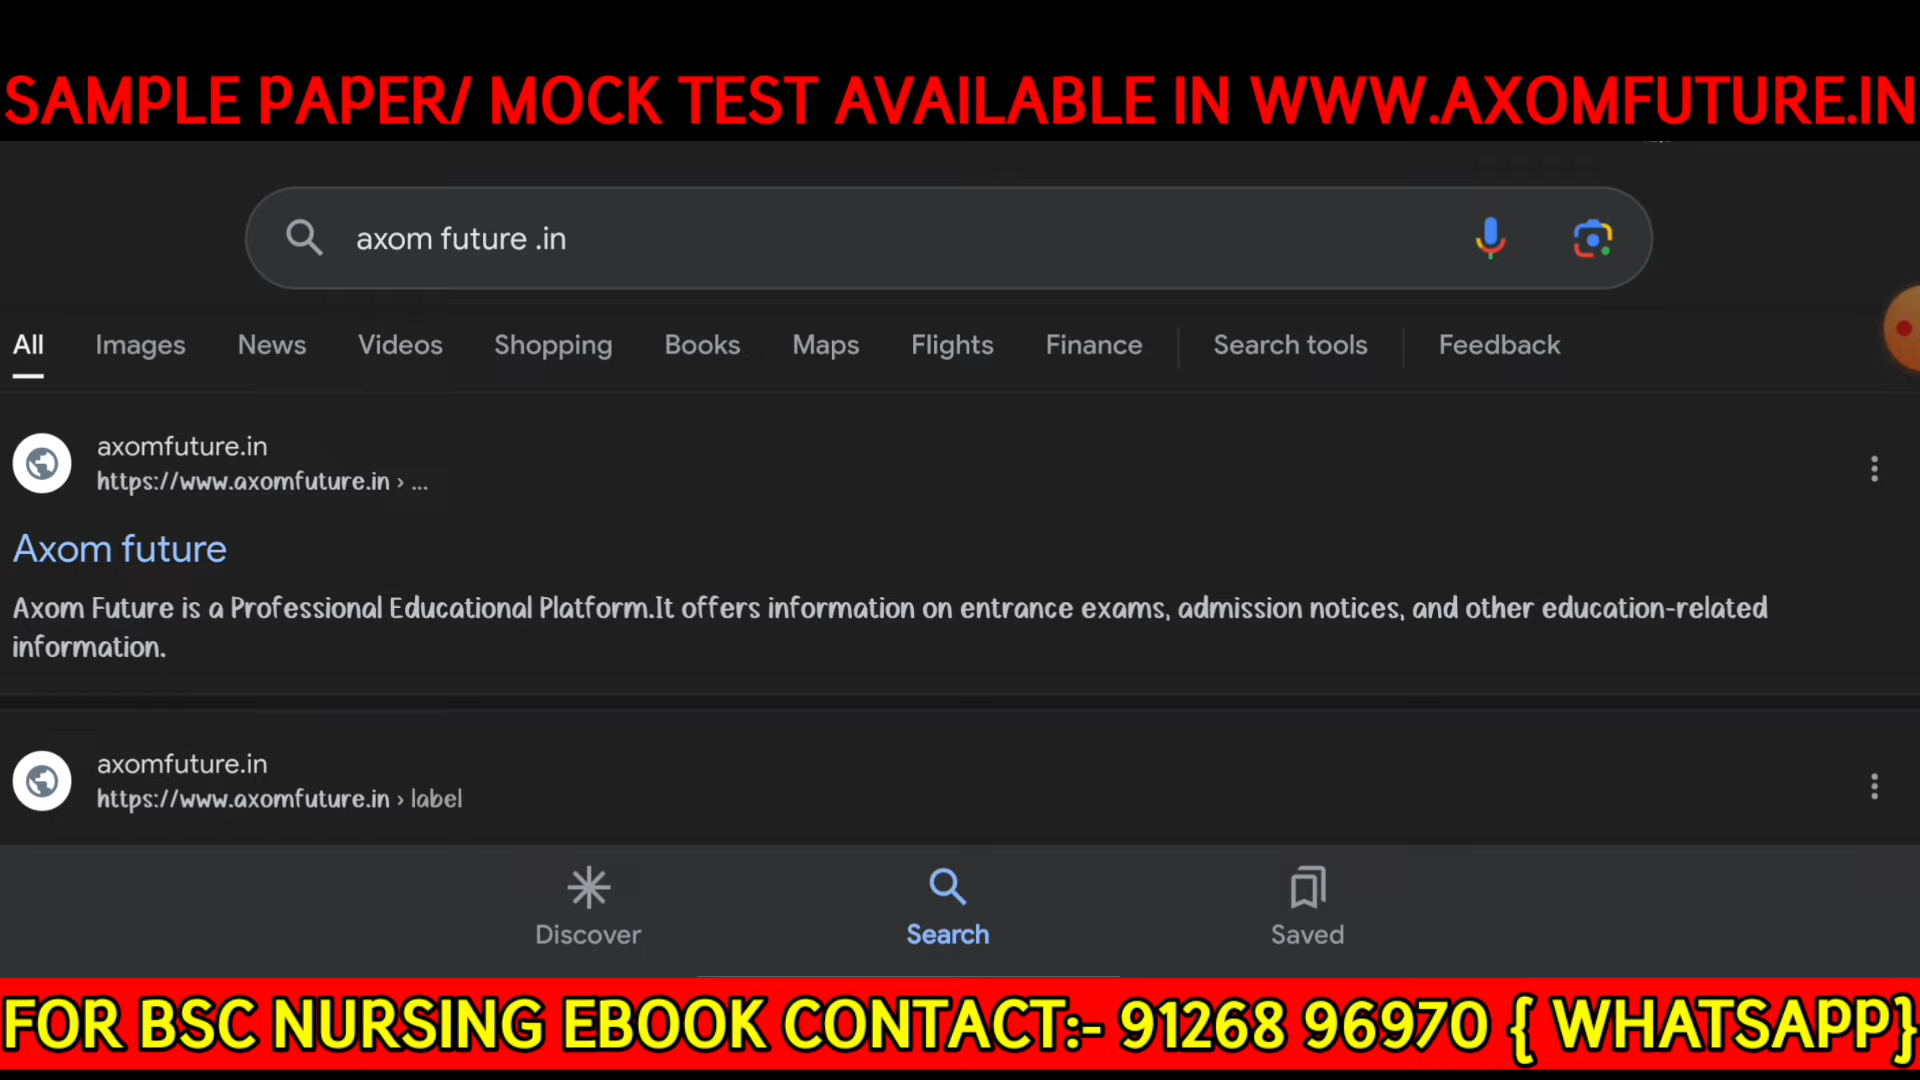 SAMPLE PAPER/ MOCK TEST AVAILABLE IN WWW.AXOMFUTURE.IN
axom future .in
All Images News Videos Shopping Books Maps Flights Finance Search tools Feedback
axomfuture.in
https://www.axomfuture.in › ...
Axom future
Axom Future is a Professional Educational Platform.It offers information on entrance exams, admission notices, and other education-related
information.
axomfuture.in
https://www.axomfuture.in › label
Discover Search Saved
FOR BSC NURSING EBOOK CONTACT:- 91268 96970 { WHATSAPP}